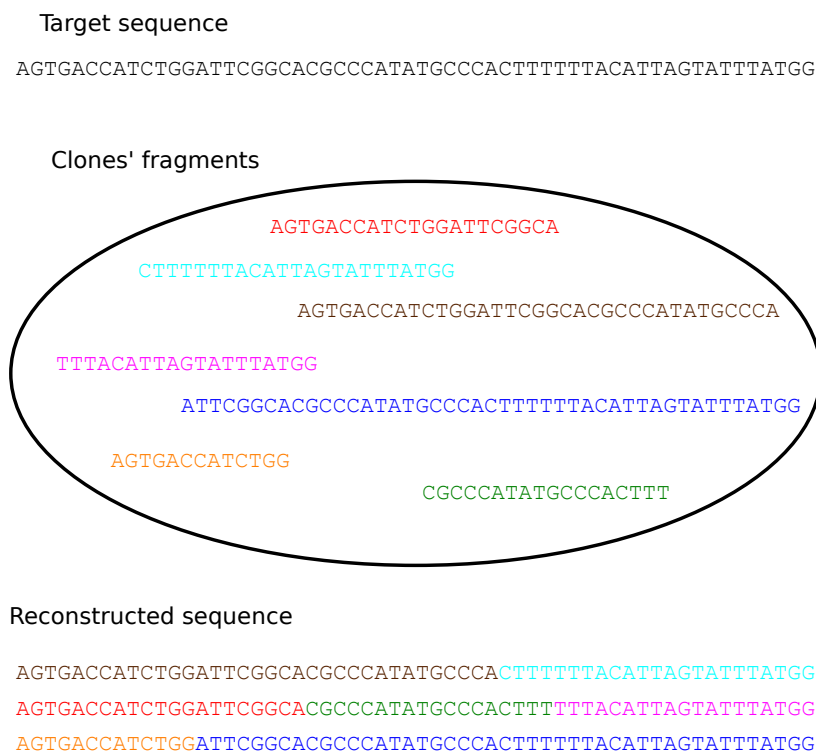 Target sequence
AGTGACCATCTGGATTCGGCACGCCCATATGCCCACTTTTTTACATTAGTATTTATGG
Clones' fragments
AGTGACCATCTGGATTCGGCA
CTTTTTTACATTAGTATTTATGG
AGTGACCATCTGGATTCGGCACGCCCATATGCCCA
TTTACATTAGTATTTATGG
ATTCGGCACGCCCATATGCCCACTTTTTTACATTAGTATTTATGG
AGTGACCATCTGG
CGCCCATATGCCCACTTT
Reconstructed sequence
AGTGACCATCTGGATTCGGCACGCCCATATGCCCACTTTTTTACATTAGTATTTATGG
AGTGACCATCTGGATTCGGCACGCCCATATGCCCACTTTTTTACATTAGTATTTATGG
AGTGACCATCTGGATTCGGCACGCCCATATGCCCACTTTTTTACATTAGTATTTATGG